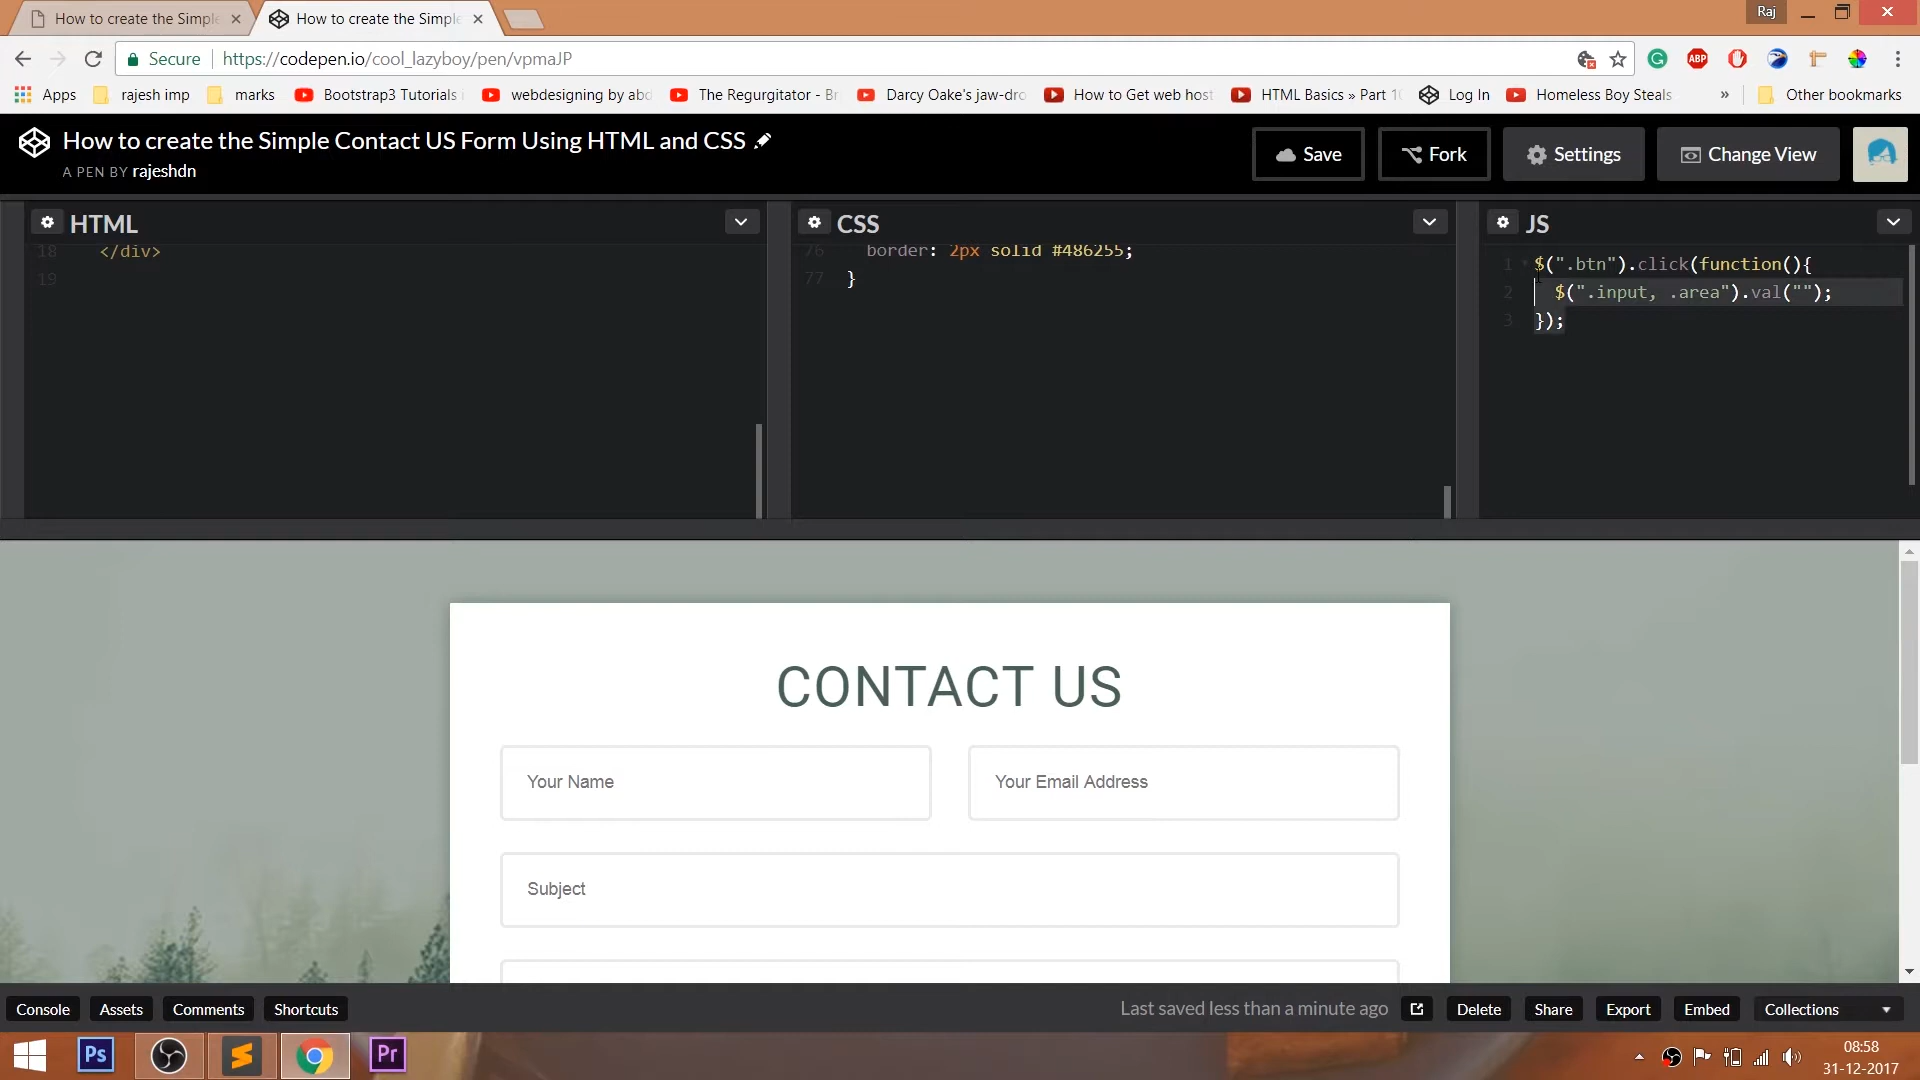 How to create the Simple
How to create the Simple
Raj
Secure
https://codepen.io/cool_lazyboy/pen/vpmaJP
ABP
Apps
rajesh imp
marks
Bootstrap3 Tutorials
webdesigning by abd
The Regurgitator - Br
Darcy Oake's jaw-dro
How to Get web host
HTML Basics » Part 10
Log In
Homeless Boy Steals
»
Other bookmarks
How to create the Simple Contact US Form Using HTML and CSS
A PEN BY rajeshdn
Save
Fork
Settings
Change View
HTML
18 </div>
19
CSS
76 border: 2px solid #486255;
77 }
JS
1 $(".btn").click(function(){
2 $(".input, .area").val("");
3 });
CONTACT US
Your Name
Your Email Address
Subject
Console
Assets
Comments
Shortcuts
Last saved less than a minute ago
Delete
Share
Export
Embed
Collections
Ps
Pr
08:58
31-12-2017